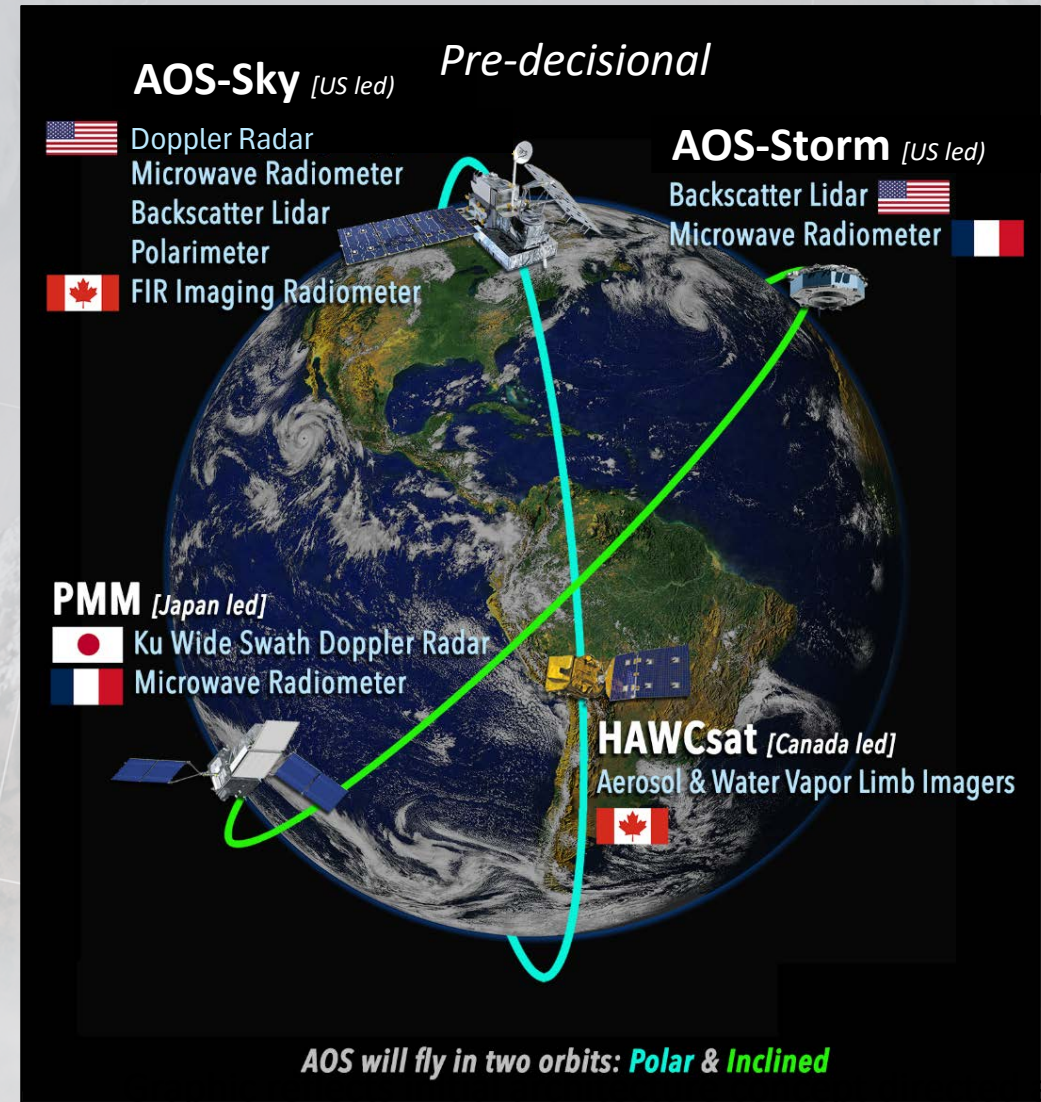 Pre-decisional
AOS-Sky [US led)
Doppler Radar
Microwave Radiometer
Backscatter Lidar
Polarimeter
FIR Imaging Radiometer
AOS-Storm [US led)
Backscatter Lidar
Microwave Radiometer
PMM [Japan led]
Ku Wide Swath Doppler Radar
Microwave Radiometer
HAWCsat [Canada led]
Aerosol & Water Vapor Limb Imagers
AOS will fly in two orbits: Polar & Inclined